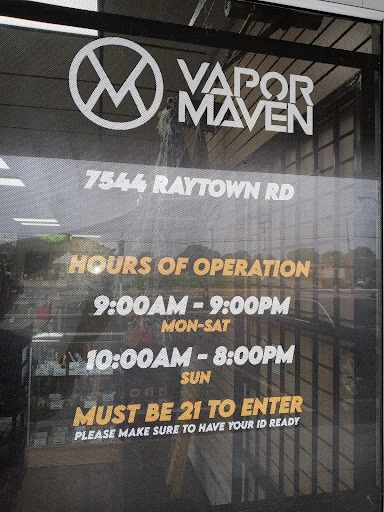 VAPOR
MAVEN
7544 RAYTOWN RD
HOURS OF OPERATION
9:00AM - 9:00PM
MON-SAT
10:00AM - 8:00PM
SUN
MUST BE 21 TO ENTER
PLEASE MAKE SURE TO HAVE YOUR ID READY